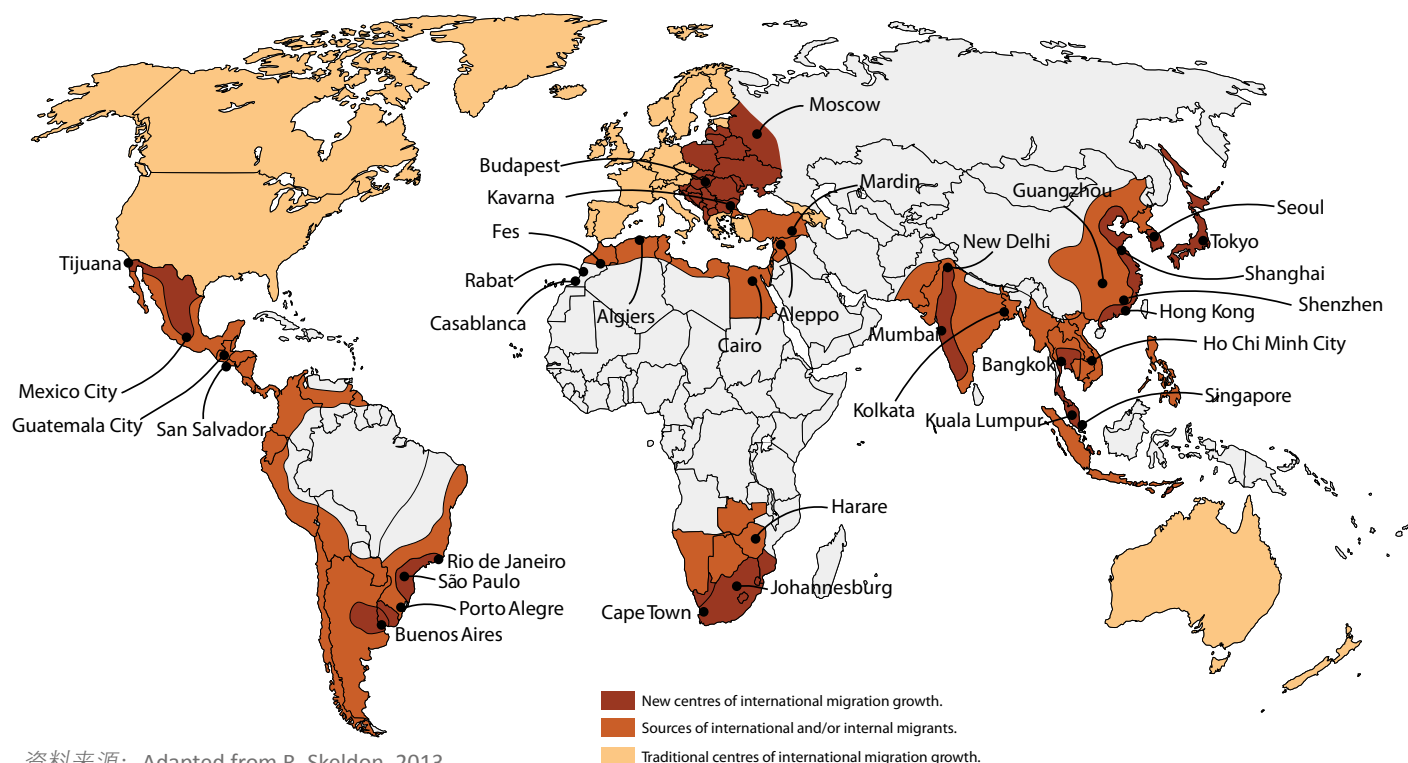 Moscow
Budapest
Kavarna
Mardin
Guangzhou
Seoul
Fes
New Delhi
Tokyo
Tijuana
Rabat
Shanghai
Casablanca
Algiers
Aleppo
Shenzhen
Hong Kong
Cairo
Mumbai
Ho Chi Minh City
Bangkok
Mexico City
Singapore
Kolkata
Kuala Lumpur
Guatemala City
San Salvador
Harare
Rio de Janeiro
São Paulo
Johannesburg
Porto Alegre
Cape Town
Buenos Aires
New centres of international migration growth.
Sources of international and/or internal migrants.
Traditional centres of international migration growth.
资料来源：Adapted from R. Skeldon, 2013